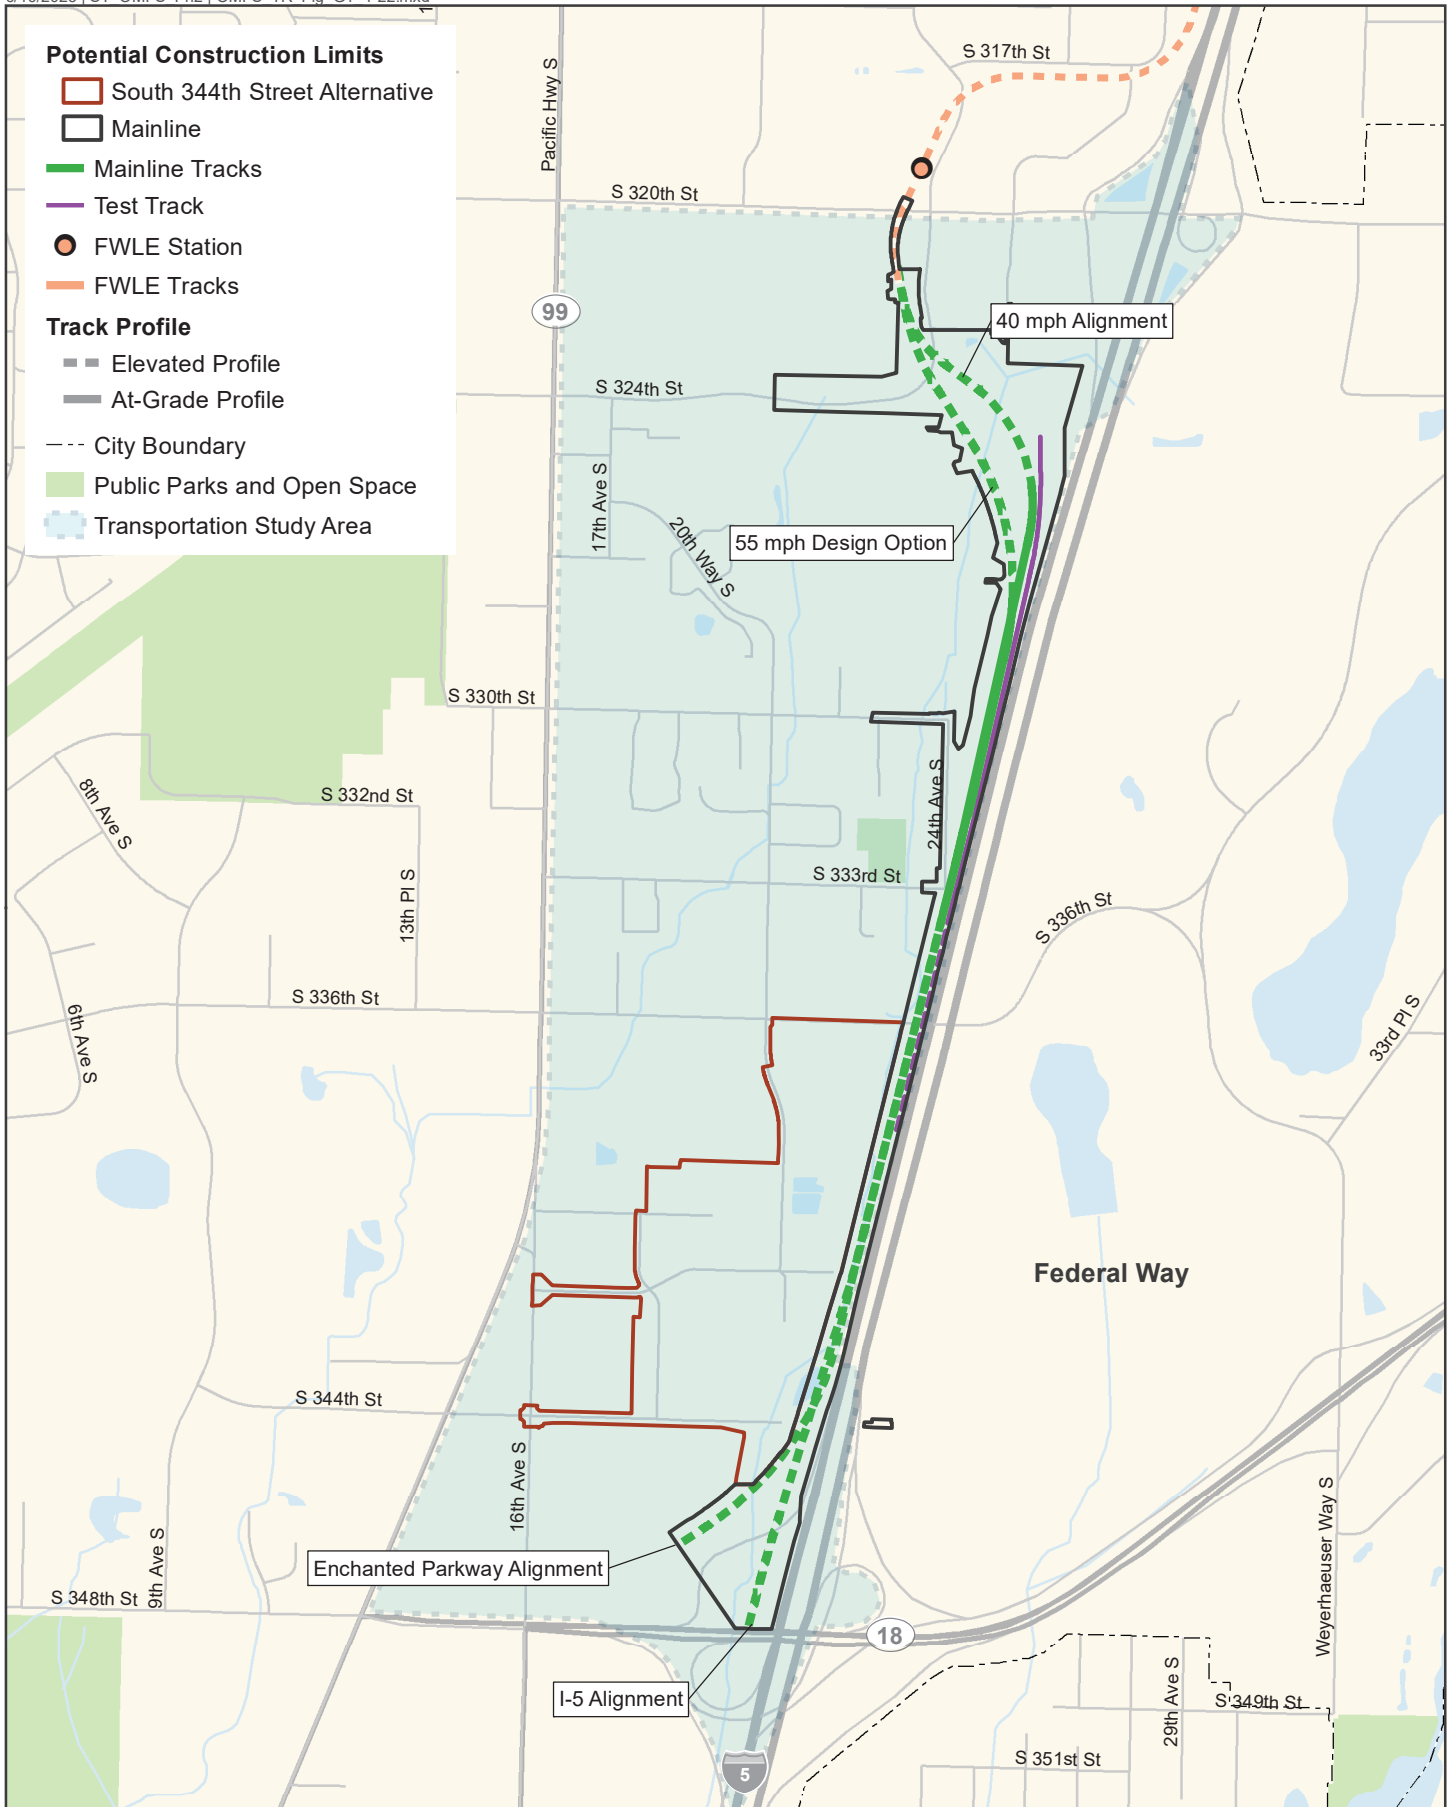 Potential Construction Limits
South 344th Street Alternative
Mainline
Mainline Tracks
Test Track
FWLE Station
FWLE Tracks
Track Profile
Elevated Profile
At-Grade Profile
City Boundary
Public Parks and Open Space
Transportation Study Area
S 317th St
Pacific Hwy S
S 320th St
99
40 mph Alignment
S 324th St
17th Ave S
20th Way S
55 mph Design Option
S 330th St
24th Ave S
8th Ave S
S 332nd St
13th Pl S
S 333rd St
S 336th St
S 336th St
6th Ave S
33rd Pl S
Federal Way
S 344th St
16th Ave S
Enchanted Parkway Alignment
9th Ave S
S 348th St
Weyerhaeuser Way S
18
I-5 Alignment
29th Ave S
S 349th St
S 351st St
5